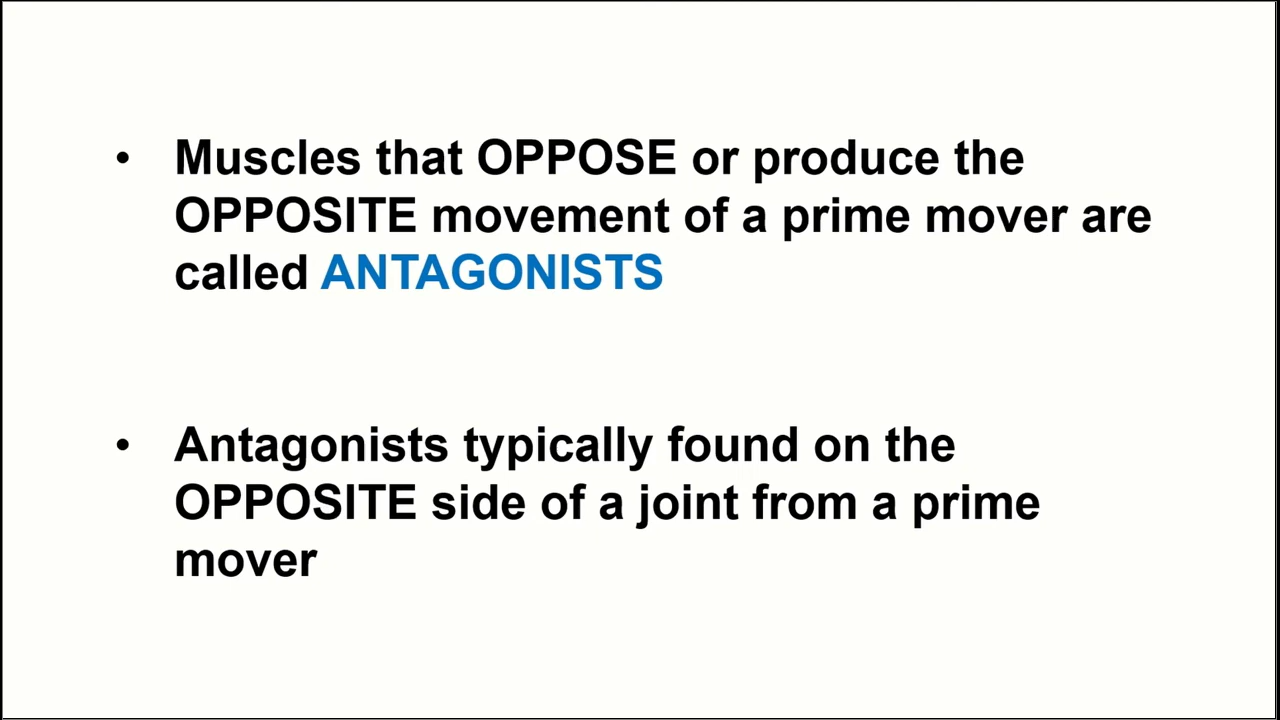 • Muscles that OPPOSE or produce the
OPPOSITE movement of a prime mover are
called ANTAGONISTS
• Antagonists typically found on the
OPPOSITE side of a joint from a prime
mover